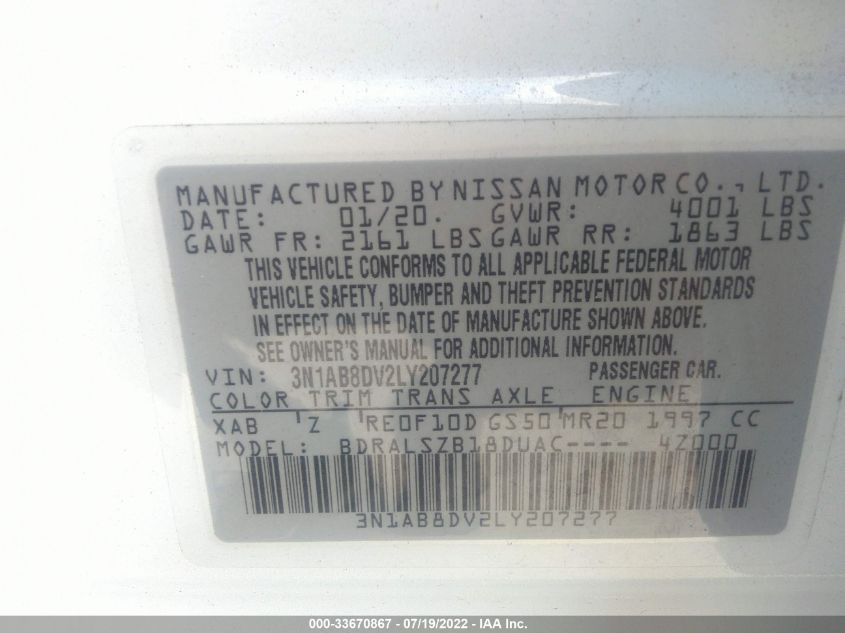 MANUFACTURED BY NISSAN MOTOR CO., LTD.
DATE: 01/20. GVWR: 4001 LBS
GAWR FR: 2161 LBS GAWR RR: 1863 LBS
THIS VEHICLE CONFORMS TO ALL APPLICABLE FEDERAL MOTOR
VEHICLE SAFETY, BUMPER AND THEFT PREVENTION STANDARDS
IN EFFECT ON THE DATE OF MANUFACTURE SHOWN ABOVE.
SEE OWNER'S MANUAL FOR ADDITIONAL INFORMATION.
VIN: 3N1AB8DV2LY207277 PASSENGER CAR.
COLOR TRIM TRANS AXLE ENGINE
XAB Z RE0F10D GS50 MR20 1997 CC
MODEL: BDRALSZB18DUAC---- 4Z000
3N1AB8DV2LY207277
000-33670867 - 07/19/2022 - IAA Inc.